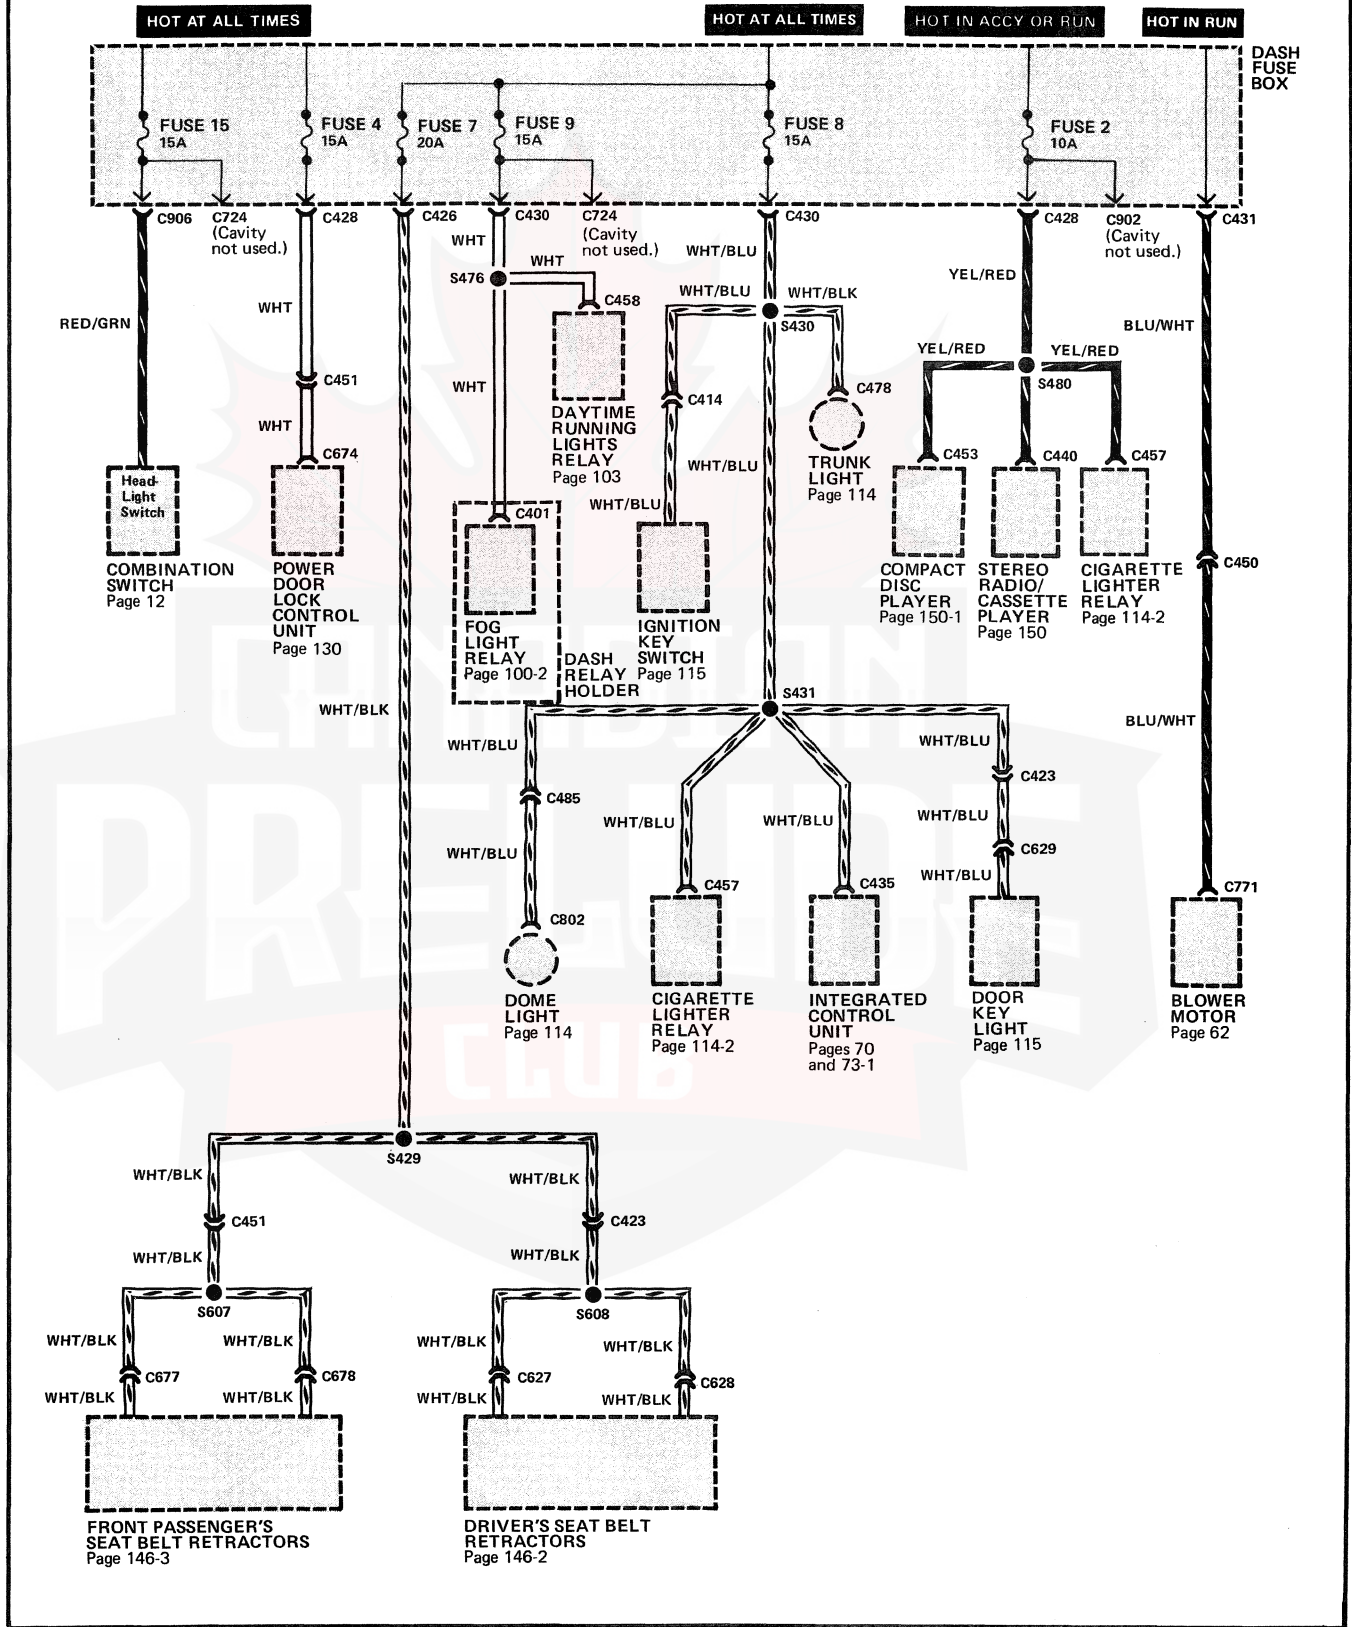 HOT AT ALL TIMES
HOT AT ALL TIMES
HOT IN ACCY OR RUN
HOT IN RUN
DASH
FUSE
BOX
FUSE 15
15A
FUSE 4
15A
FUSE 7
20A
FUSE 9
15A
FUSE 8
15A
FUSE 2
10A
C906
C724
(Cavity
not used.)
C428
C426
C430
C724
(Cavity
not used.)
C430
C428
C902
(Cavity
not used.)
C431
WHT
WHT
S476
WHT/BLU
YEL/RED
WHT
C458
WHT/BLU
WHT/BLK
S430
RED/GRN
BLU/WHT
YEL/RED
YEL/RED
S480
C451
WHT
C414
C478
WHT
DAYTIME
RUNNING
LIGHTS
RELAY
Page 103
C674
WHT/BLU
TRUNK
LIGHT
Page 114
C453
C440
C457
Head-
Light
Switch
WHT/BLU
C401
COMBINATION
SWITCH
Page 12
POWER
DOOR
LOCK
CONTROL
UNIT
Page 130
C450
COMPACT
DISC
PLAYER
Page 150-1
STEREO
RADIO/
CASSETTE
PLAYER
Page 150
CIGARETTE
LIGHTER
RELAY
Page 114-2
FOG
LIGHT
RELAY
Page 100-2
DASH
RELAY
HOLDER
IGNITION
KEY
SWITCH
Page 115
CANADIAN
PRELUDE
CLUB
WHT/BLK
S431
BLU/WHT
WHT/BLU
WHT/BLU
C485
C423
WHT/BLU
WHT/BLU
WHT/BLU
WHT/BLU
C629
WHT/BLU
C457
C435
C771
C802
DOME
LIGHT
Page 114
CIGARETTE
LIGHTER
RELAY
Page 114-2
INTEGRATED
CONTROL
UNIT
Pages 70
and 73-1
DOOR
KEY
LIGHT
Page 115
BLOWER
MOTOR
Page 62
S429
WHT/BLK
WHT/BLK
C451
C423
WHT/BLK
WHT/BLK
S607
S608
WHT/BLK
WHT/BLK
WHT/BLK
WHT/BLK
C677
C678
C627
C628
WHT/BLK
WHT/BLK
WHT/BLK
WHT/BLK
FRONT PASSENGER'S
SEAT BELT RETRACTORS
Page 146-3
DRIVER'S SEAT BELT
RETRACTORS
Page 146-2